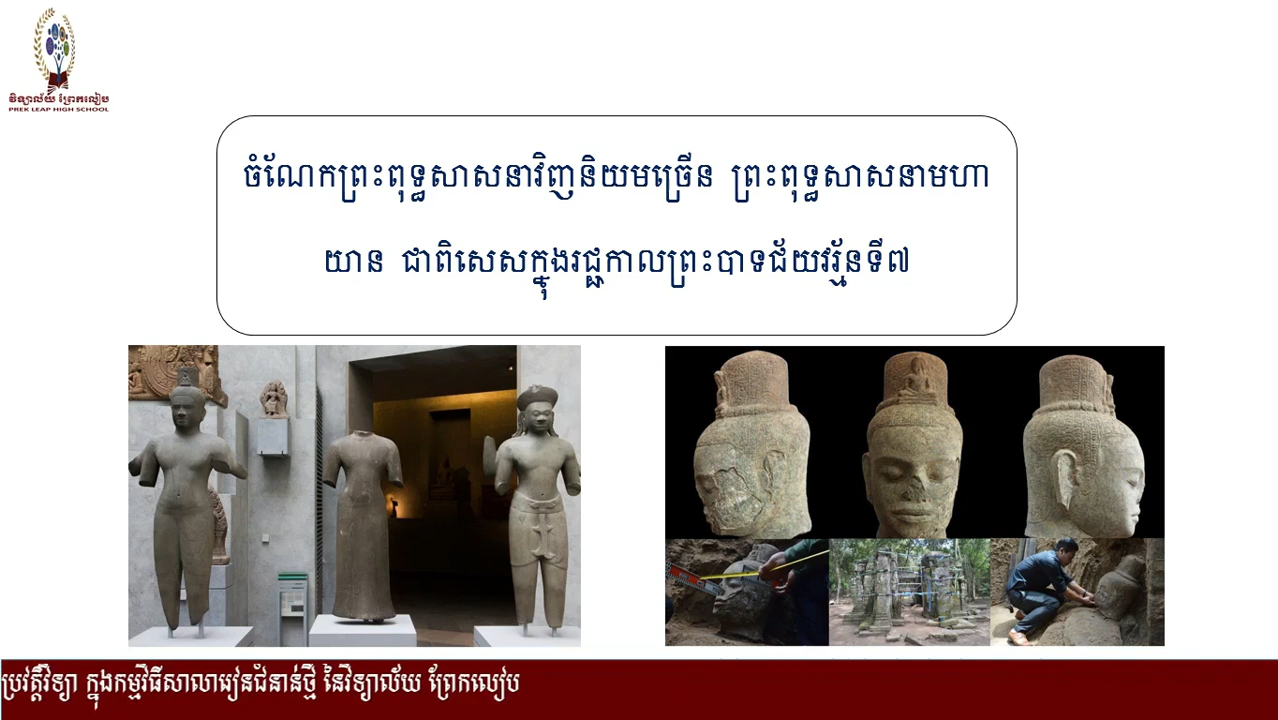 វិទ្យាល័យ ព្រែកលៀប
PREK LEAP HIGH SCHOOL
ចំណែកព្រះពុទ្ធសាសនាវិញនិយមច្រើន ព្រះពុទ្ធសាសនាមហា
យាន ជាពិសេសក្នុងរជ្ជកាលព្រះបាទជ័យវរ្ម័នទី៧
ប្រវត្តិវិទ្យា ក្នុងកម្មវិធីសាលារៀនជំនាន់ថ្មី នៃវិទ្យាល័យ ព្រែកលៀប